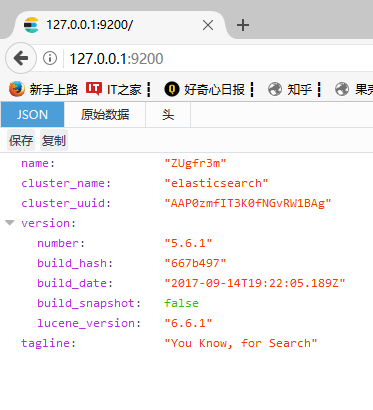 127.0.0.1:9200/
127.0.0.1:9200
新手上路 IT IT之家 Q 好奇心日报 知乎
JSON 原始数据 头
保存 复制
name: "ZUgfr3m"
cluster_name: "elasticsearch"
cluster_uuid: "AAP0zmfIT3K0fNGvRW1BAg"
version:
number: "5.6.1"
build_hash: "667b497"
build_date: "2017-09-14T19:22:05.189Z"
build_snapshot: false
lucene_version: "6.6.1"
tagline: "You Know, for Search"